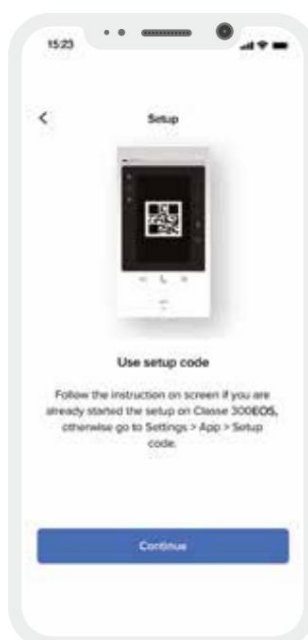 15:23
Setup
Use setup code
Follow the instruction on screen if you are
already started the setup on Classe 300EOS,
otherwise go to Settings > App > Setup
code.
Continue